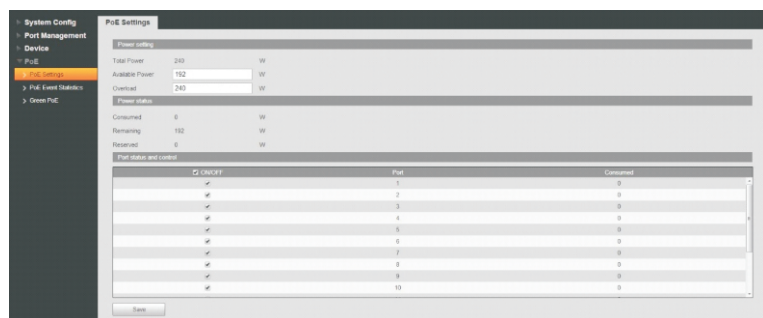 System Config
Port Management
Device
PoE
PoE Settings
PoE Event Statistics
Green PoE
PoE Settings
Power setting
Total Power 240 W
Available Power 192 W
Overload 240 W
Power status
Consumed 0 W
Remaining 192 W
Reserved 0 W
Port status and control
ON/OFF Port Consumed
1 0
2 0
3 0
4 0
5 0
6 0
7 0
8 0
9 0
10 0
Save